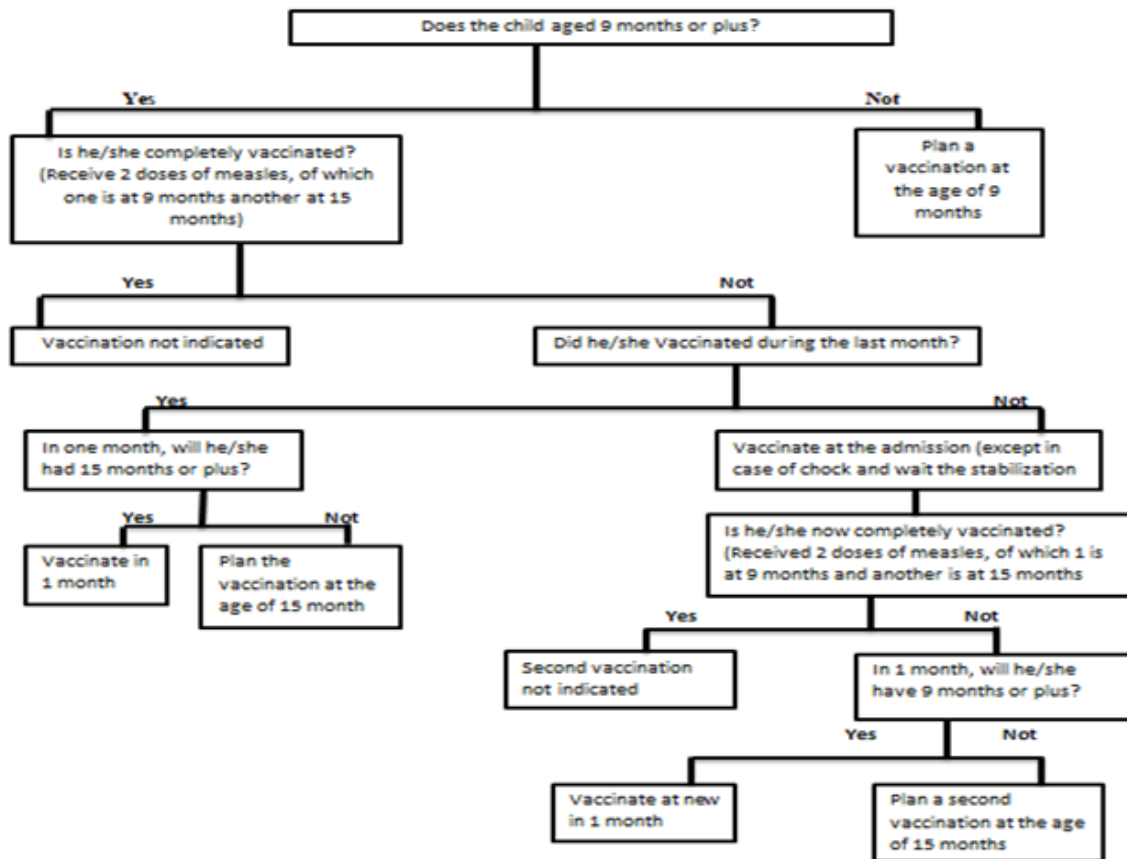 Does the child aged 9 months or plus?
Yes
Not
Is he/she completely vaccinated?
(Receive 2 doses of measles, of which
one is at 9 months another at 15
months)
Plan a
vaccination at
the age of 9
months
Yes
Not
Vaccination not indicated
Did he/she Vaccinated during the last month?
Yes
Not
In one month, will he/she
had 15 months or plus?
Vaccinate at the admission (except in
case of chock and wait the stabilization
Yes
Not
Vaccinate in
1 month
Plan the
vaccination at the
age of 15 month
Is he/she now completely vaccinated?
(Received 2 doses of measles, of which 1 is
at 9 months and another is at 15 months
Yes
Not
Second vaccination
not indicated
In 1 month, will he/she
have 9 months or plus?
Yes
Not
Vaccinate at new
in 1 month
Plan a second
vaccination at the age
of 15 months